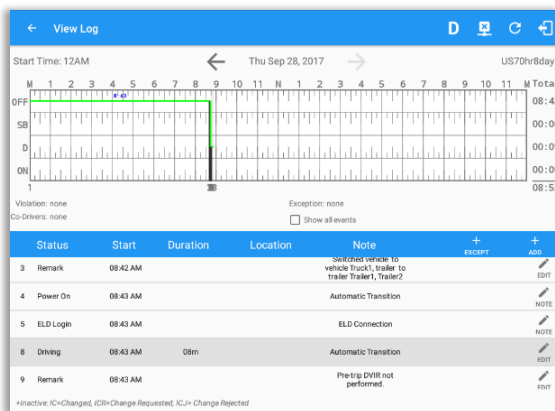 View Log
D
Start Time: 12AM
Thu Sep 28, 2017
US70hr8day
M 1 2 3 4 5 6 7 8 9 10 11 N 1 2 3 4 5 6 7 8 9 10 11 M Tota
OFF 08:4
SB 00:0
D 00:0
ON 00:0
1 08:5
Violation: none
Exception: none
Co-Drivers: none
Show all events
Status Start Duration Location Note + EXCEPT + ADD
3 Remark 08:42 AM Switched vehicle to
vehicle Truck1, trailer to
trailer Trailer1, Trailer2
EDIT
4 Power On 08:43 AM Automatic Transition
NOTE
5 ELD Login 08:43 AM ELD Connection
NOTE
8 Driving 08:43 AM 08m Automatic Transition
EDIT
9 Remark 08:43 AM Pre-trip DVIR not
performed.
EDIT
+Inactive: IC=Changed, ICR=Change Requested, ICJ= Change Rejected